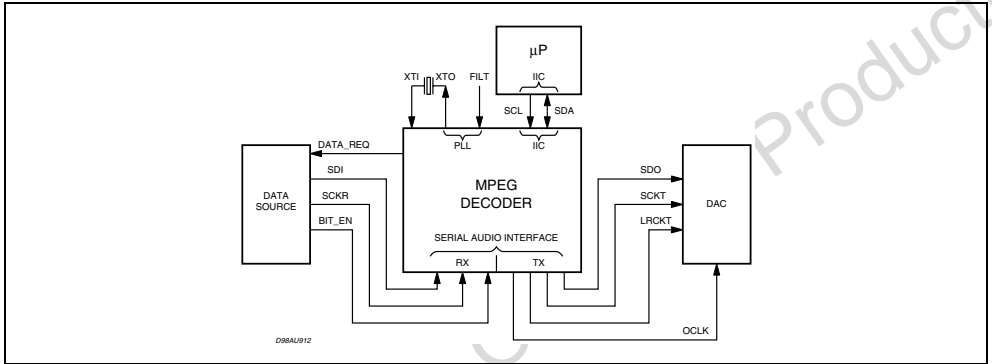 Product
μP
IIC
XTI
XTO
FILT
SCL
SDA
DATA_REQ
PLL
IIC
SDI
SCKR
BIT_EN
DATA
SOURCE
MPEG
DECODER
SERIAL AUDIO INTERFACE
RX
TX
SDO
SCKT
LRCKT
DAC
OCLK
D98AU912